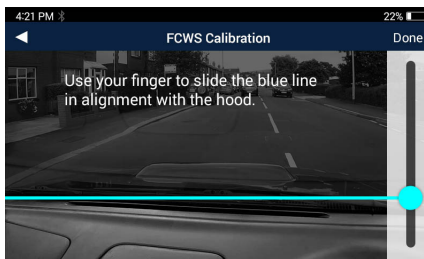 4:21 PM
22%
FCWS Calibration
Done
Use your finger to slide the blue line
in alignment with the hood.